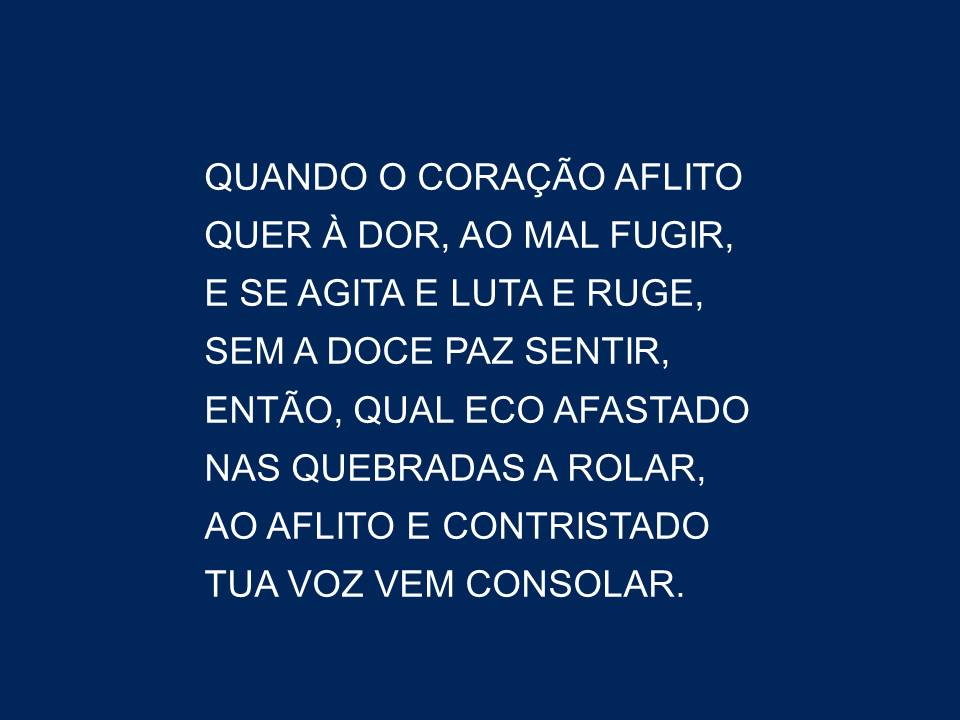 QUANDO O CORAÇÃO AFLITO
QUER À DOR, AO MAL FUGIR,
E SE AGITA E LUTA E RUGE,
SEM A DOCE PAZ SENTIR,
ENTÃO, QUAL ECO AFASTADO
NAS QUEBRADAS A ROLAR,
AO AFLITO E CONTRISTADO
TUA VOZ VEM CONSOLAR.